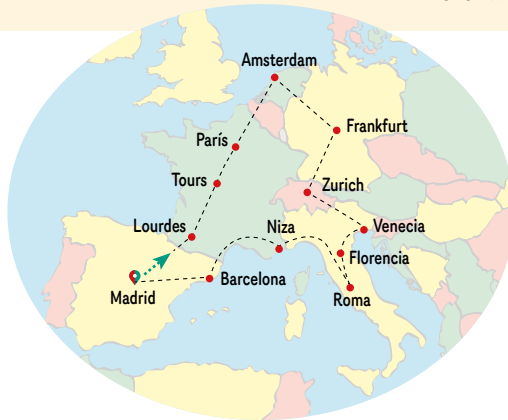 Amsterdam
Frankfurt
París
Tours
Zurich
Lourdes
Niza
Venecia
Florencia
Barcelona
Madrid
Roma